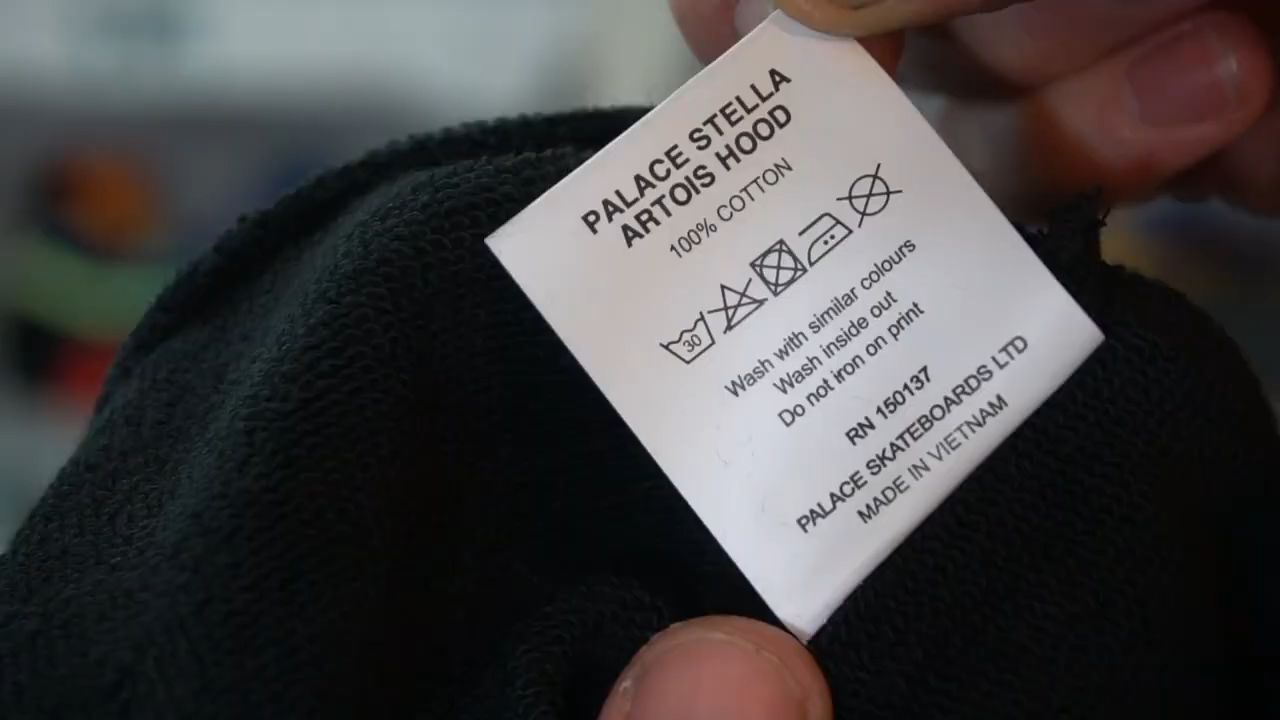 PALACE STELLA
ARTOIS HOOD
100% COTTON
30
Wash with similar colours
Wash inside out
Do not iron on print
RN 150137
PALACE SKATEBOARDS LTD
MADE IN VIETNAM